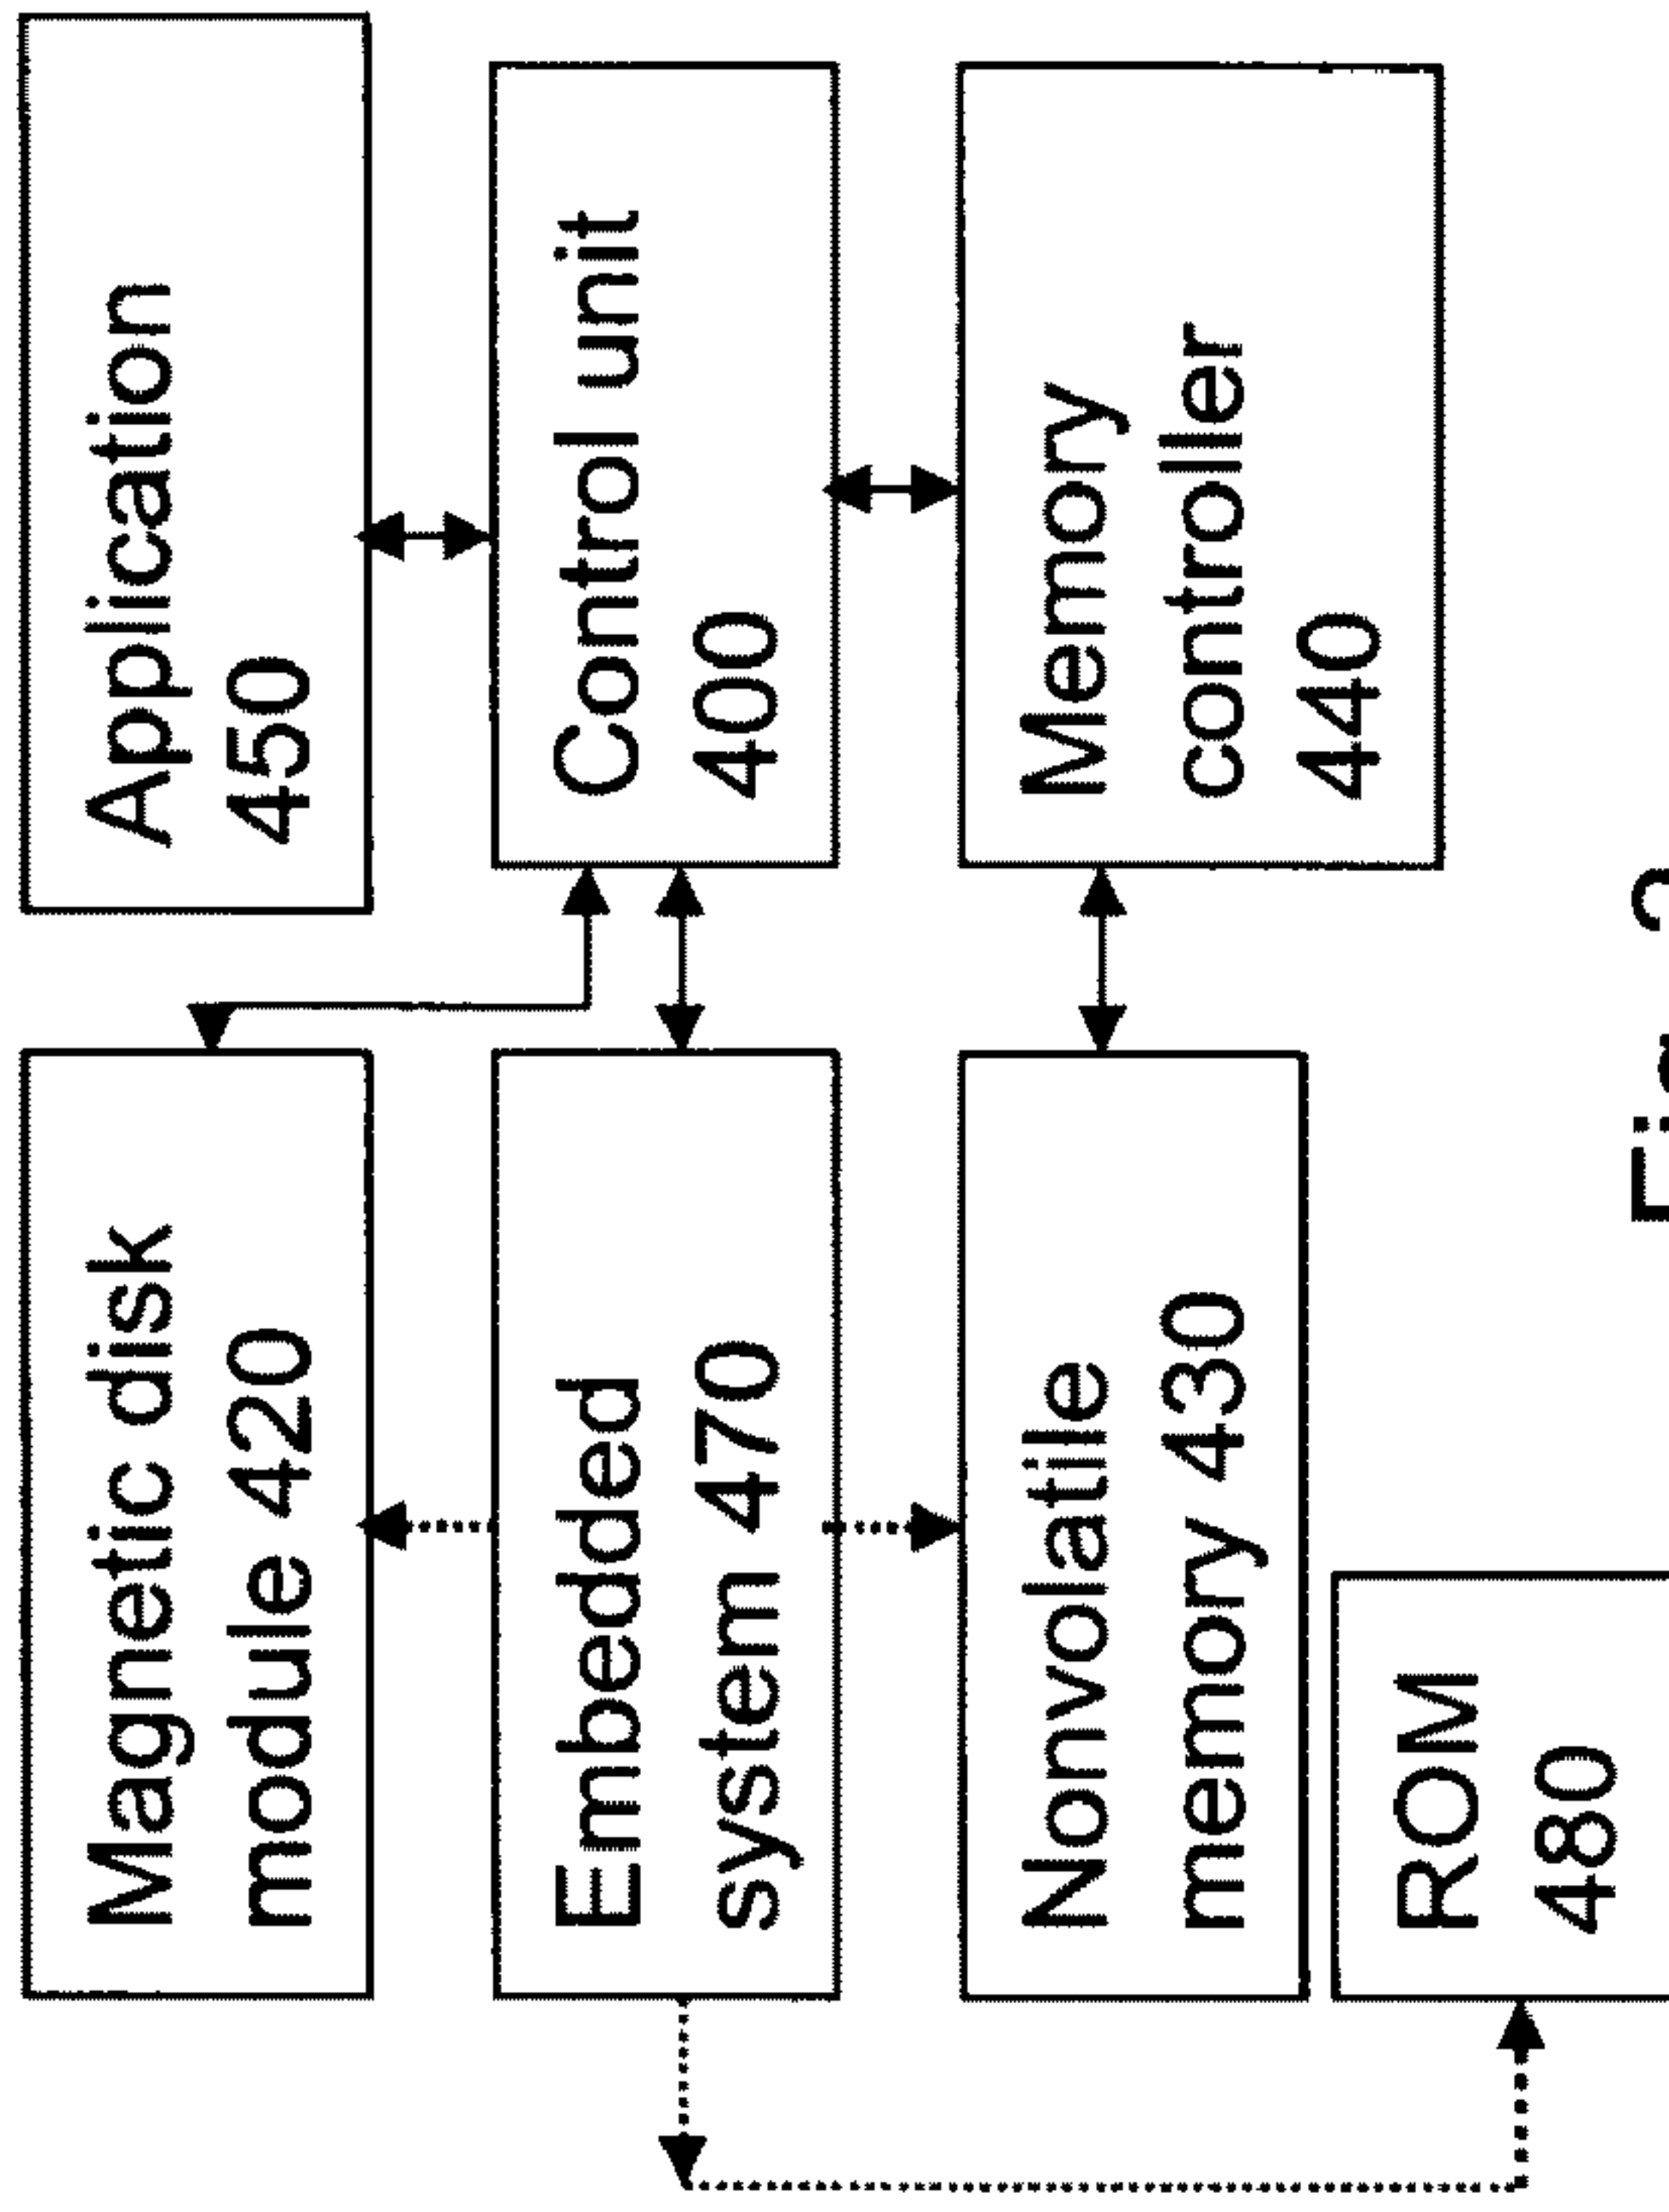 Magnetic disk
module 420
Application
450
Embedded
system 470
Control unit
400
Nonvolatile
memory 430
Memory
controller
440
ROM
480
Fig